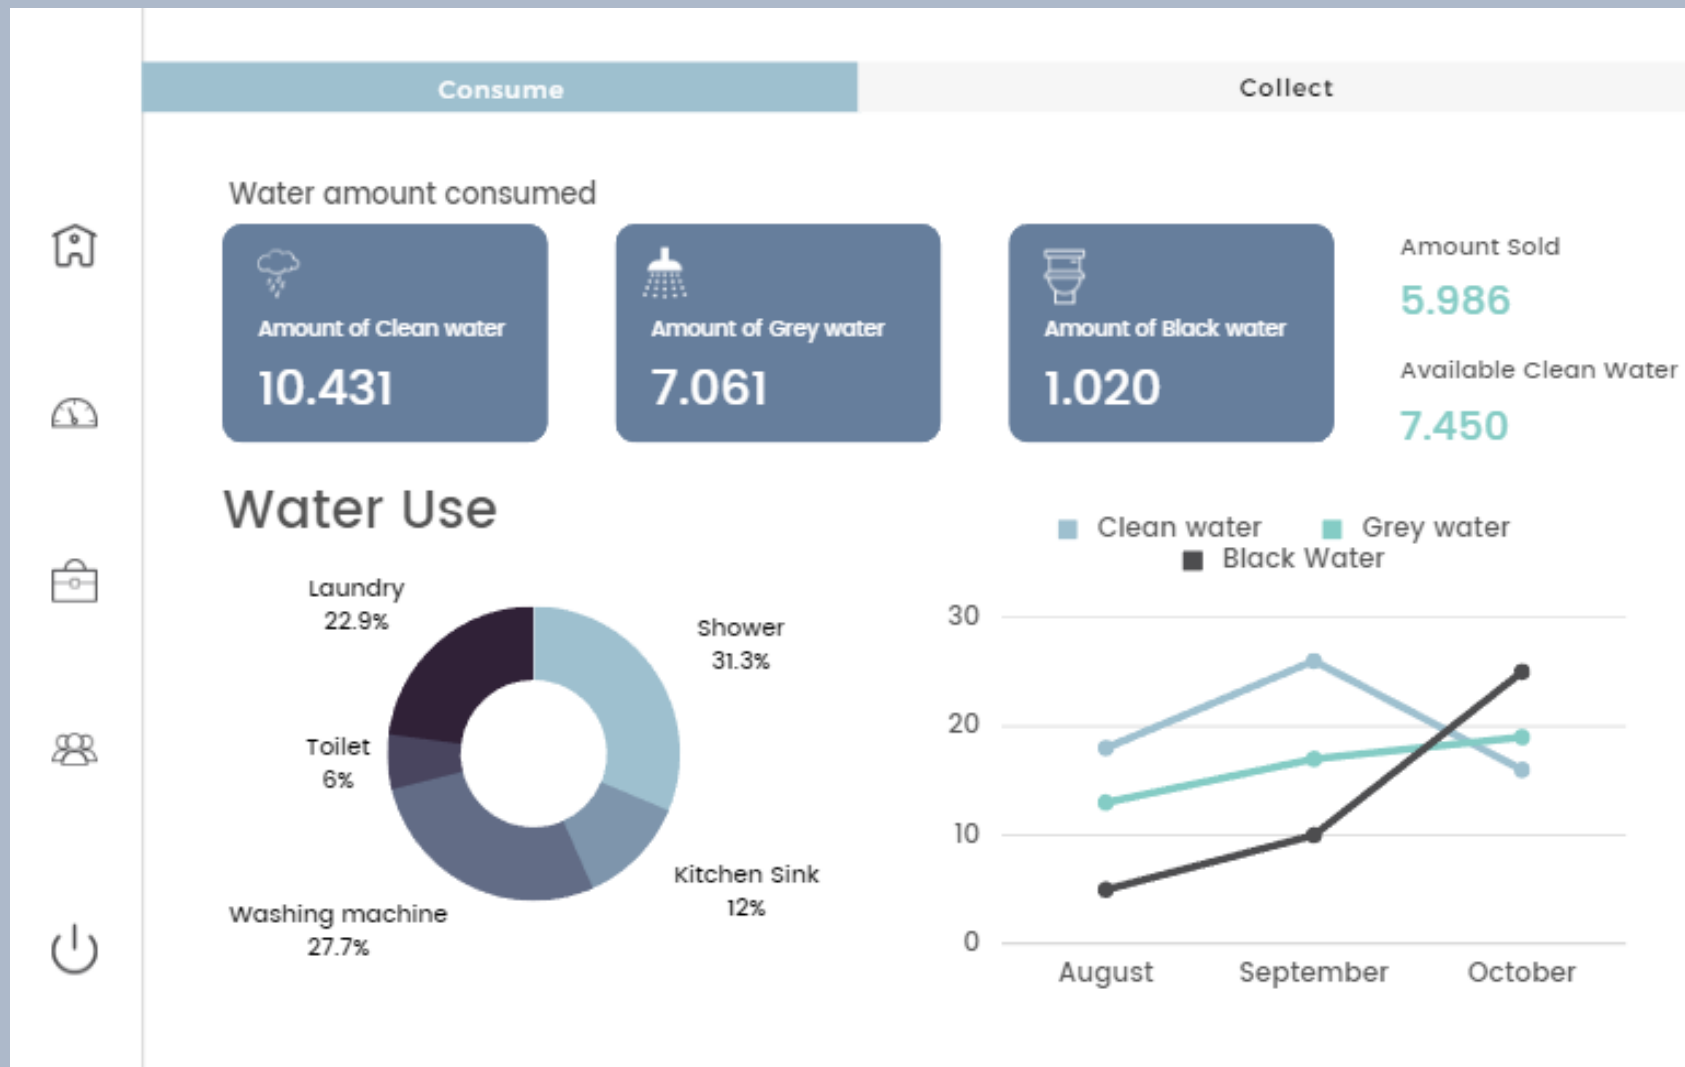 Consume
Collect
Water amount consumed
Amount of Clean water
10.431
Amount of Grey water
7.061
Amount of Black water
1.020
Amount Sold
5.986
Available Clean Water
7.450
Water Use
Laundry
22.9%
Shower
31.3%
Toilet
6%
Kitchen Sink
12%
Washing machine
27.7%
Clean water
Grey water
Black Water
30
20
10
0
August
September
October